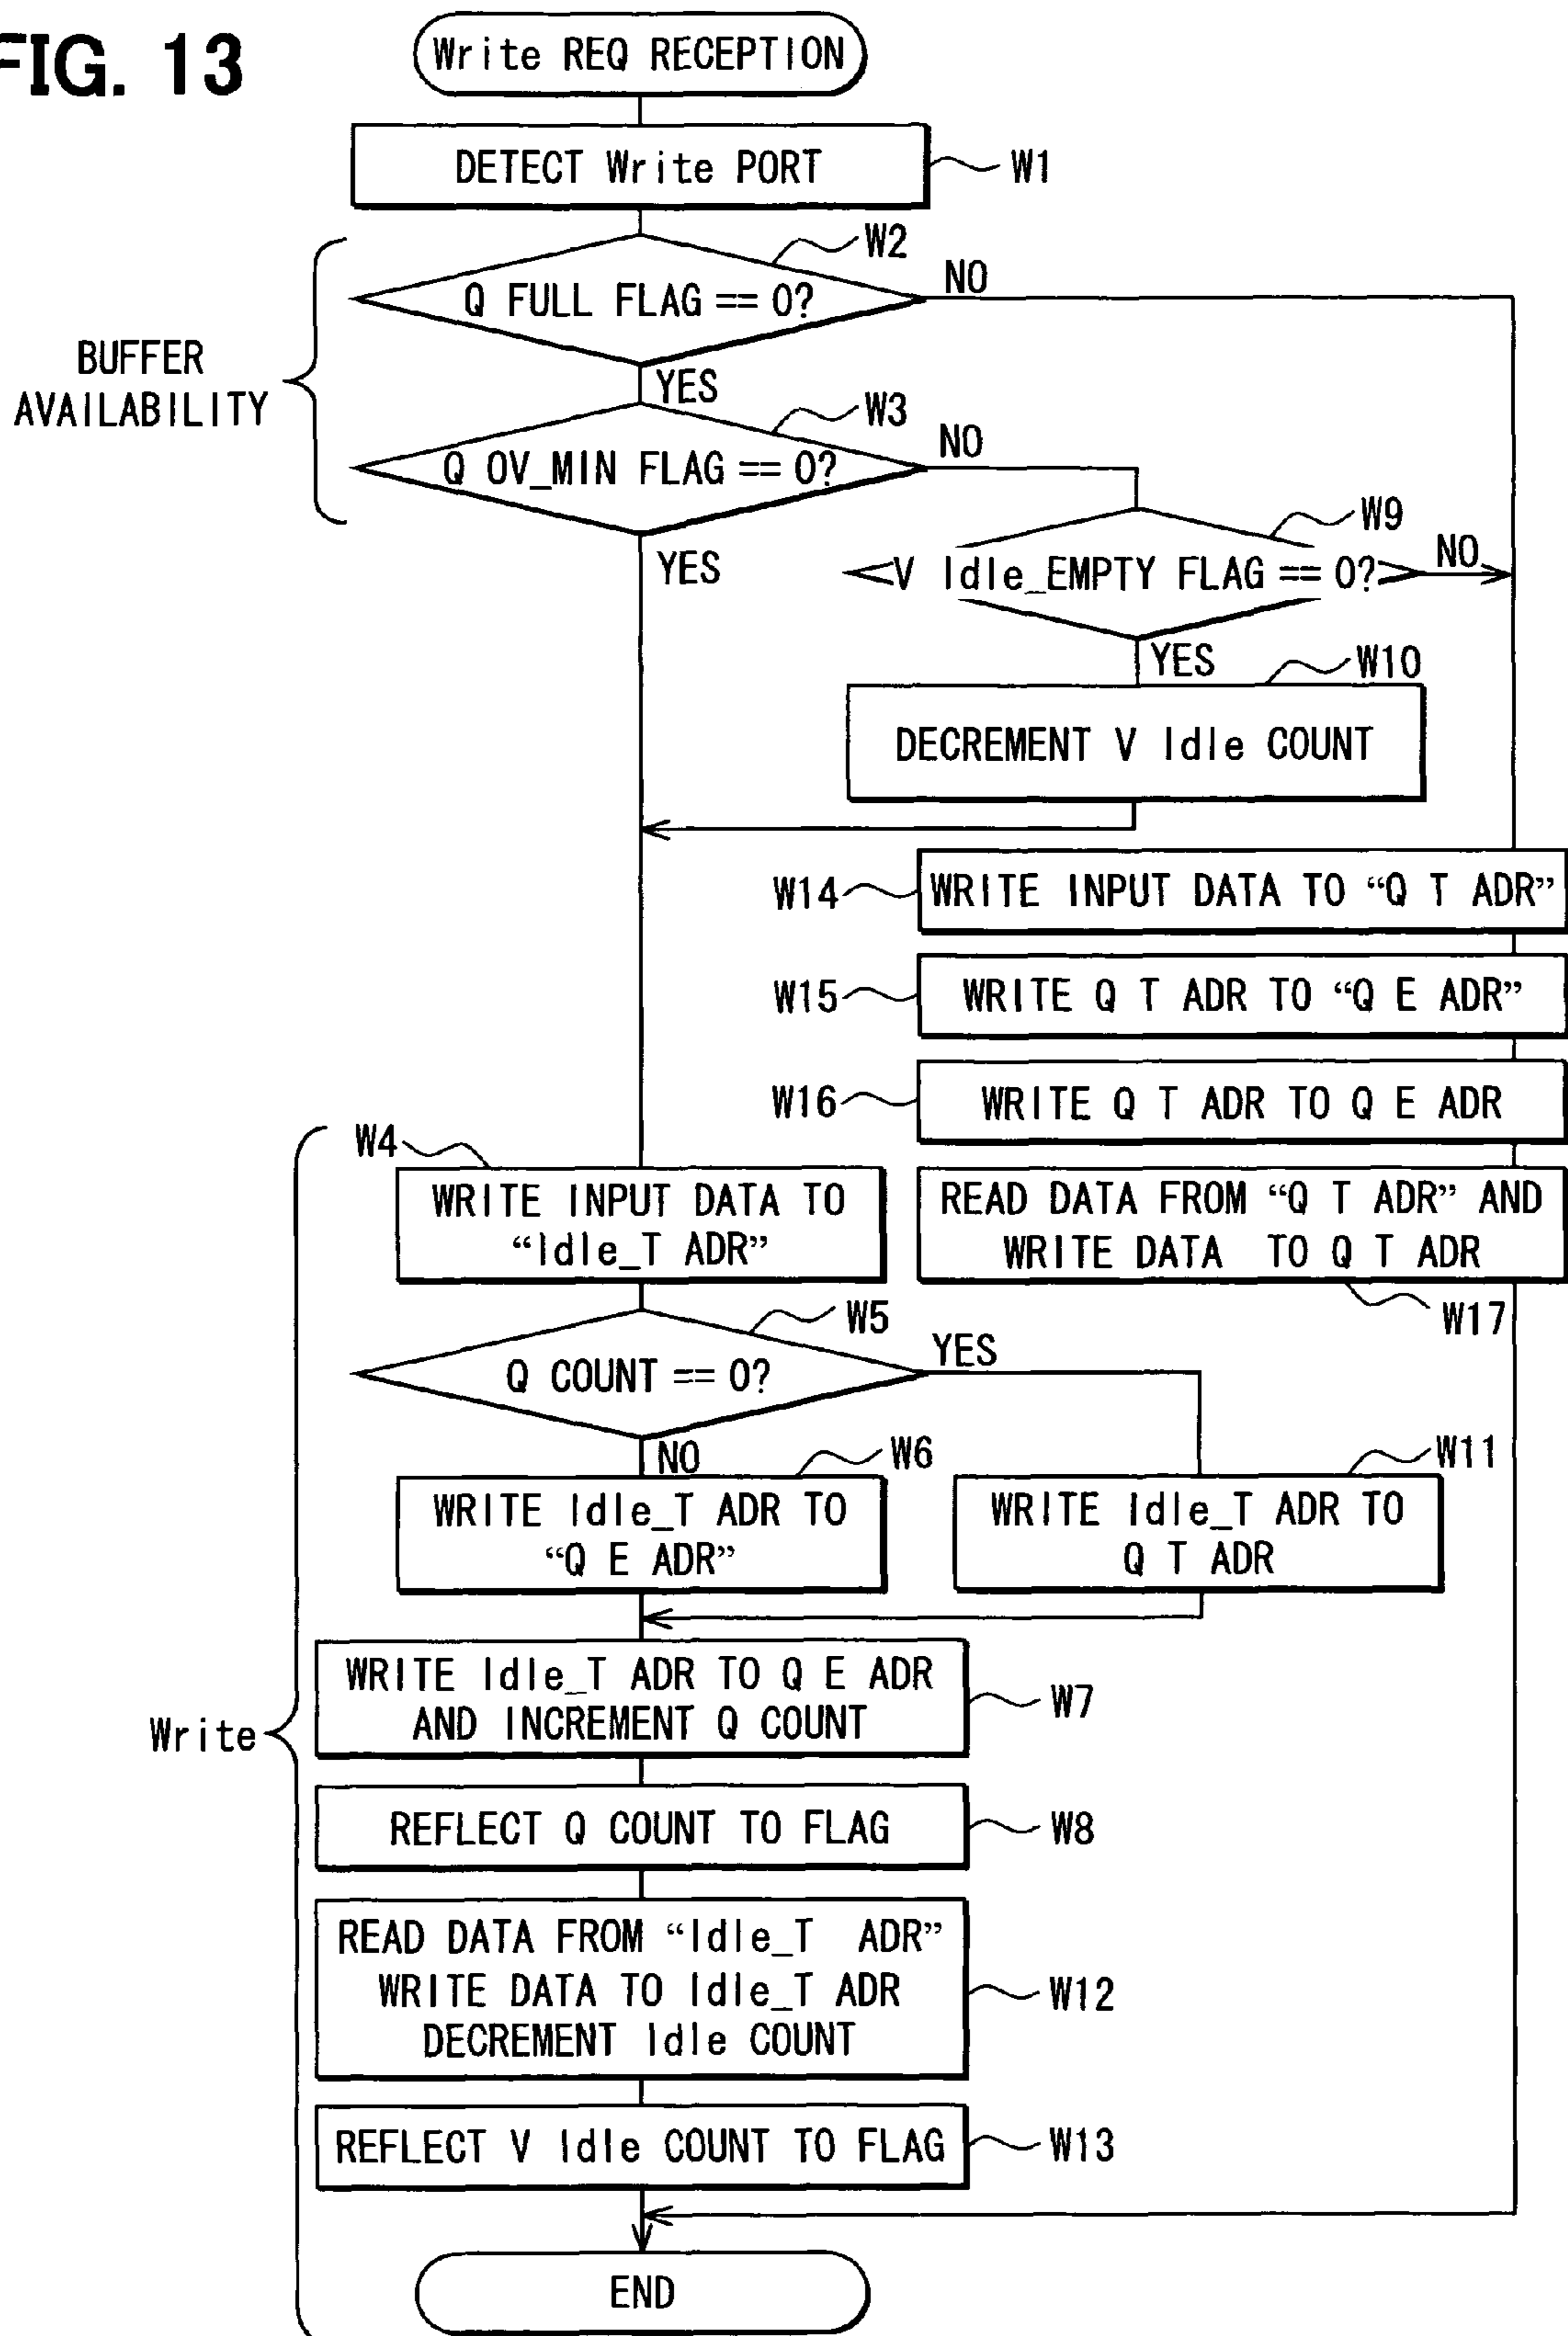 FIG. 13
Write REQ RECEPTION
DETECT Write PORT
W1
W2
Q FULL FLAG == 0?
NO
BUFFER
AVAILABILITY
YES
W3
Q OV_MIN FLAG == 0?
NO
YES
W9
V Idle_EMPTY FLAG == 0?
NO
YES
W10
DECREMENT V Idle COUNT
W14
WRITE INPUT DATA TO “Q T ADR”
W15
WRITE Q T ADR TO “Q E ADR”
W16
WRITE Q T ADR TO Q E ADR
W4
WRITE INPUT DATA TO
“Idle_T ADR”
READ DATA FROM “Q T ADR” AND
WRITE DATA TO Q T ADR
W17
W5
Q COUNT == 0?
YES
NO
W6
WRITE Idle_T ADR TO
“Q E ADR”
W11
WRITE Idle_T ADR TO
Q T ADR
Write
WRITE Idle_T ADR TO Q E ADR
AND INCREMENT Q COUNT
W7
REFLECT Q COUNT TO FLAG
W8
READ DATA FROM “Idle_T ADR”
WRITE DATA TO Idle_T ADR
DECREMENT Idle COUNT
W12
REFLECT V Idle COUNT TO FLAG
W13
END